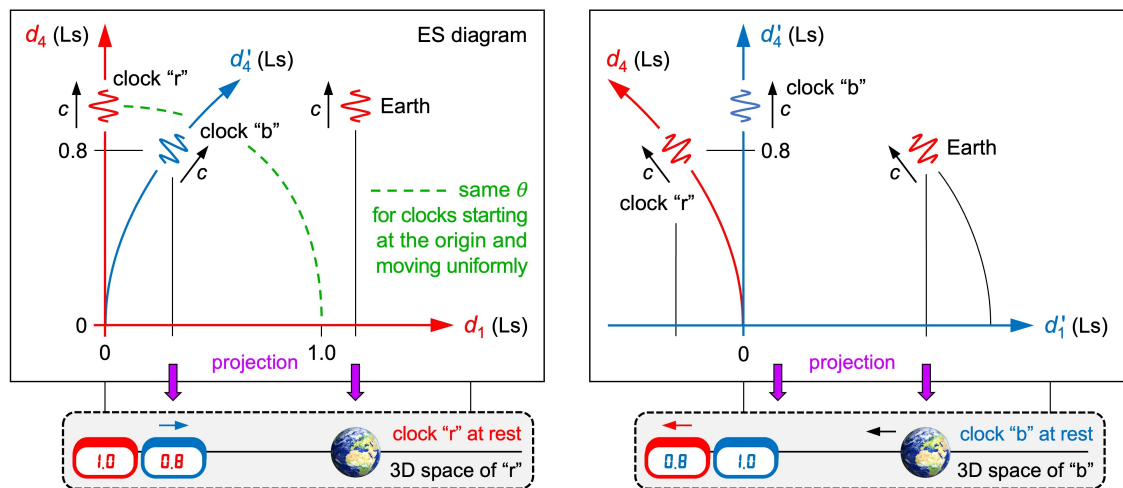 d₄ (Ls)
d₄' (Ls)
ES diagram
clock "r"
c
c
Earth
clock "b"
0.8
c
same θ
for clocks starting
at the origin and
moving uniformly
0
d₁ (Ls)
0
1.0
projection
clock "r" at rest
1.0
0.8
3D space of "r"
d₄' (Ls)
d₄ (Ls)
clock "b"
c
0.8
Earth
c
c
clock "r"
d₁' (Ls)
0
projection
clock "b" at rest
0.8
1.0
3D space of "b"